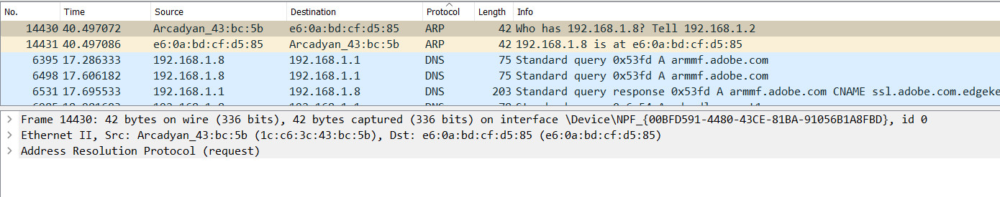 No. Time Source Destination Protocol Length Info
14430 40.497072 Arcadyan_43:bc:5b e6:0a:bd:cf:d5:85 ARP 42 Who has 192.168.1.8? Tell 192.168.1.2
14431 40.497086 e6:0a:bd:cf:d5:85 Arcadyan_43:bc:5b ARP 42 192.168.1.8 is at e6:0a:bd:cf:d5:85
6395 17.286333 192.168.1.8 192.168.1.1 DNS 75 Standard query 0x53fd A armmf.adobe.com
6498 17.606182 192.168.1.8 192.168.1.1 DNS 75 Standard query 0x53fd A armmf.adobe.com
6531 17.695533 192.168.1.1 192.168.1.8 DNS 203 Standard query response 0x53fd A armmf.adobe.com CNAME ssl.adobe.com.edgeke
Frame 14430: 42 bytes on wire (336 bits), 42 bytes captured (336 bits) on interface \Device\NPF_{00BFD591-4480-43CE-81BA-91056B1A8FBD}, id 0
Ethernet II, Src: Arcadyan_43:bc:5b (1c:c6:3c:43:bc:5b), Dst: e6:0a:bd:cf:d5:85 (e6:0a:bd:cf:d5:85)
Address Resolution Protocol (request)